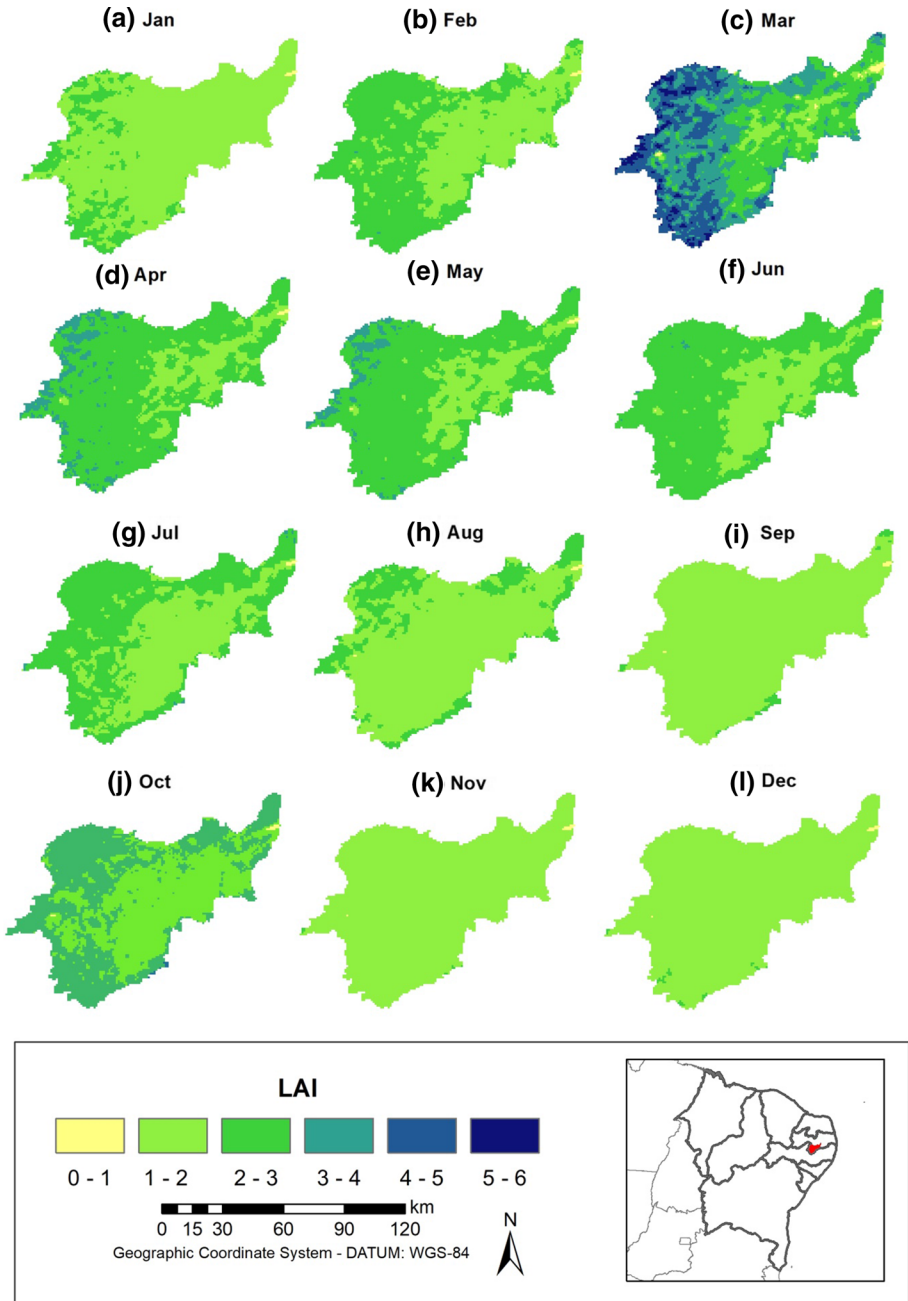 (a) Jan
(b) Feb
(c) Mar
(d) Apr
(e) May
(f) Jun
(g) Jul
(h) Aug
(i) Sep
(j) Oct
(k) Nov
(l) Dec
LAI
0 - 1
1 - 2
2 - 3
3 - 4
4 - 5
5 - 6
km
0 15 30 60 90 120
N
Geographic Coordinate System - DATUM: WGS-84